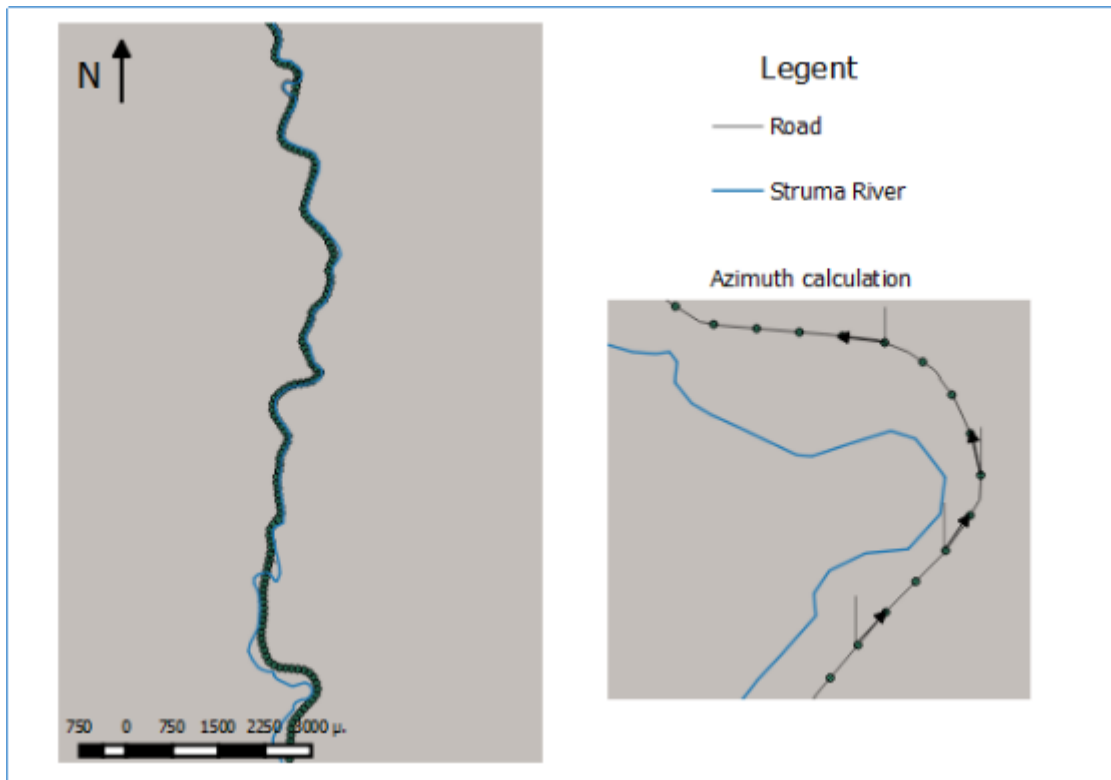 N
Legent
Road
Struma River
Azimuth calculation
750 0 750 1500 2250 3000 μ.